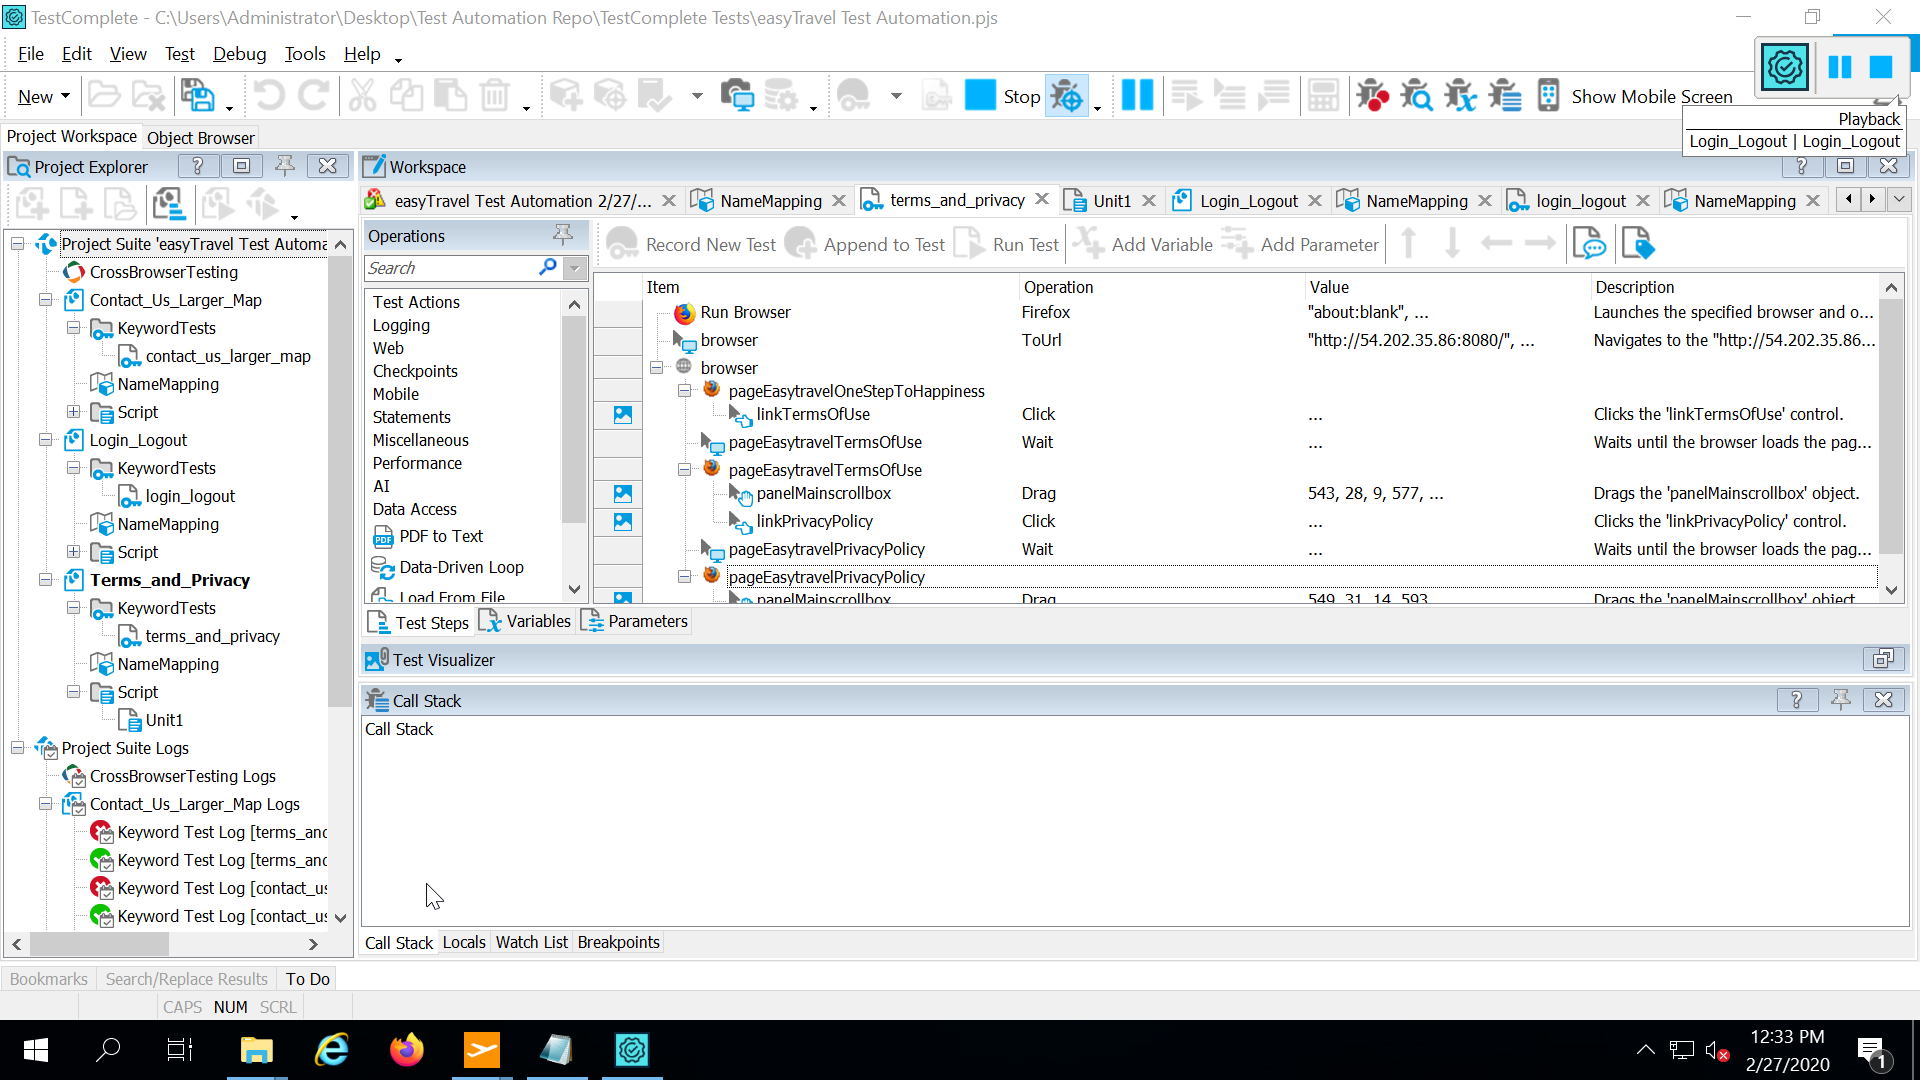 TestComplete - C:\Users\Administrator\Desktop\Test Automation Repo\TestComplete Tests\easyTravel Test Automation.pjs
File Edit View Test Debug Tools Help
New Stop Show Mobile Screen
Playback
Login_Logout | Login_Logout
Project Workspace Object Browser
Project Explorer
Project Suite 'easyTravel Test Automa
CrossBrowserTesting
Contact_Us_Larger_Map
KeywordTests
contact_us_larger_map
NameMapping
Script
Login_Logout
KeywordTests
login_logout
NameMapping
Script
Terms_and_Privacy
KeywordTests
terms_and_privacy
NameMapping
Script
Unit1
Project Suite Logs
CrossBrowserTesting Logs
Contact_Us_Larger_Map Logs
Keyword Test Log [terms_and
Keyword Test Log [terms_and
Keyword Test Log [contact_us
Keyword Test Log [contact_us
Workspace
easyTravel Test Automation 2/27/... NameMapping terms_and_privacy Unit1 Login_Logout NameMapping login_logout NameMapping
Operations
Search
Test Actions
Logging
Web
Checkpoints
Mobile
Statements
Miscellaneous
Performance
AI
Data Access
PDF to Text
Data-Driven Loop
Load From File
Record New Test Append to Test Run Test Add Variable Add Parameter
Item Operation Value Description
Run Browser Firefox "about:blank", ... Launches the specified browser and o...
browser ToUrl "http://54.202.35.86:8080/", ... Navigates to the "http://54.202.35.86...
browser
pageEasytravelOneStepToHappiness
linkTermsOfUse Click ... Clicks the 'linkTermsOfUse' control.
pageEasytravelTermsOfUse Wait ... Waits until the browser loads the pag...
pageEasytravelTermsOfUse
panelMainscrollbox Drag 543, 28, 9, 577, ... Drags the 'panelMainscrollbox' object.
linkPrivacyPolicy Click ... Clicks the 'linkPrivacyPolicy' control.
pageEasytravelPrivacyPolicy Wait ... Waits until the browser loads the pag...
pageEasytravelPrivacyPolicy
panelMainscrollbox Drag 549, 31, 14, 593 Drags the 'panelMainscrollbox' object
Test Steps Variables Parameters
Test Visualizer
Call Stack
Call Stack
Call Stack Locals Watch List Breakpoints
Bookmarks Search/Replace Results To Do
CAPS NUM SCRL
12:33 PM
2/27/2020
1